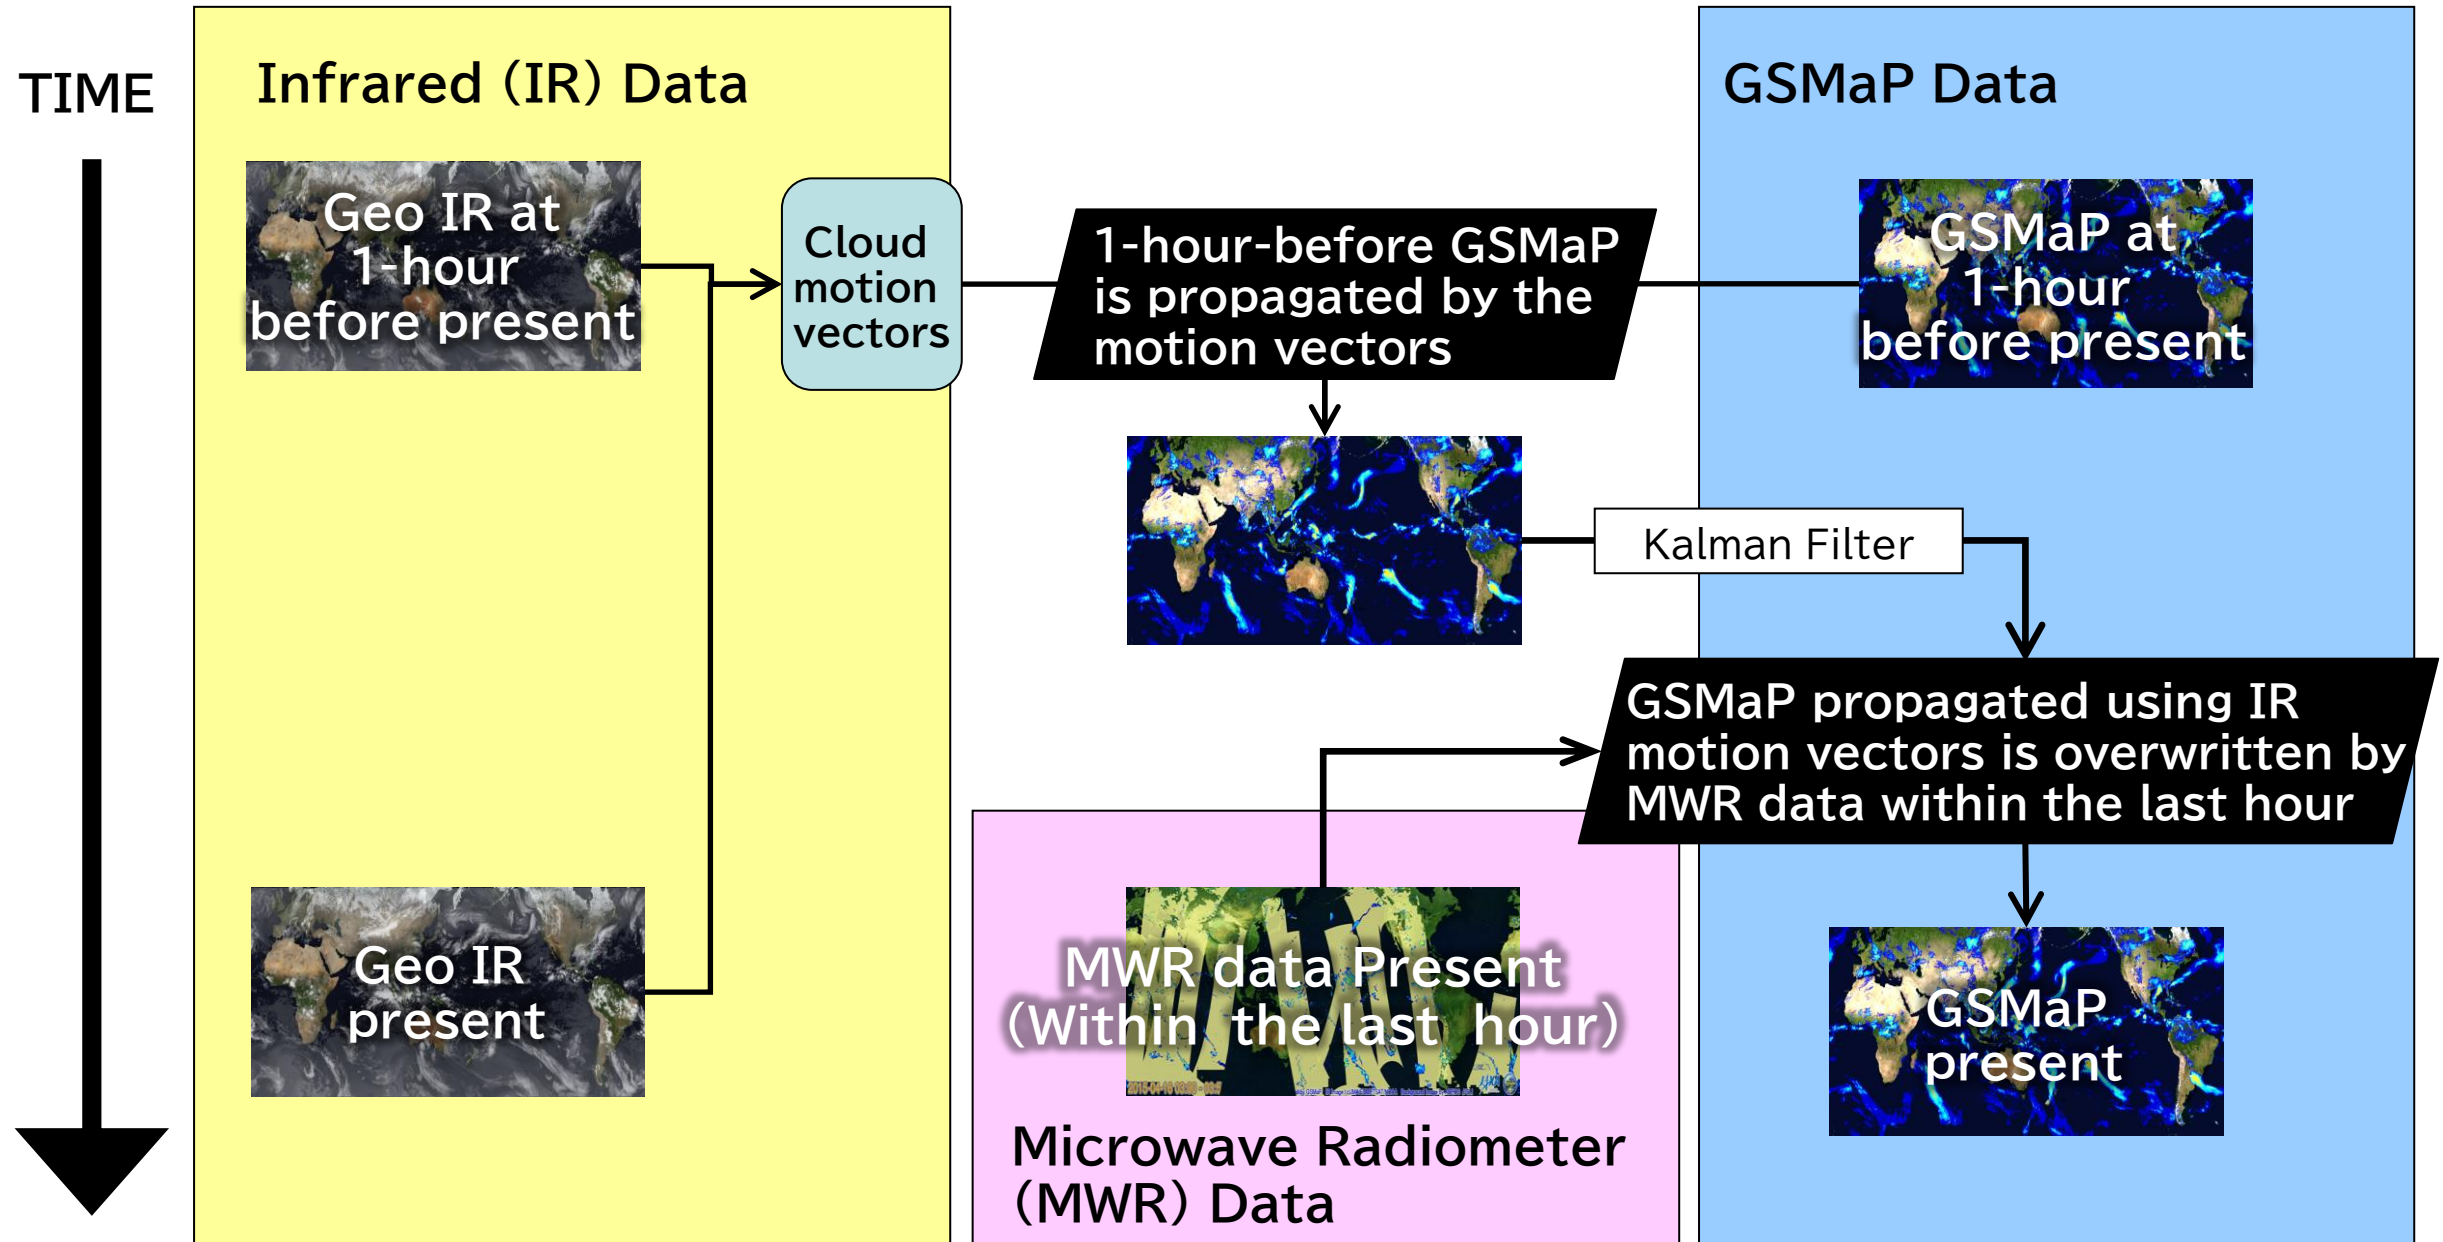 TIME
Infrared (IR) Data
GSMaP Data
Geo IR at
1-hour
before present
Cloud
motion
vectors
1-hour-before GSMaP
is propagated by the
motion vectors
GSMaP at
1-hour
before present
Kalman Filter
GSMaP propagated using IR
motion vectors is overwritten by
MWR data within the last hour
Geo IR
present
MWR data Present
(Within the last hour)
GSMaP
present
Microwave Radiometer
(MWR) Data